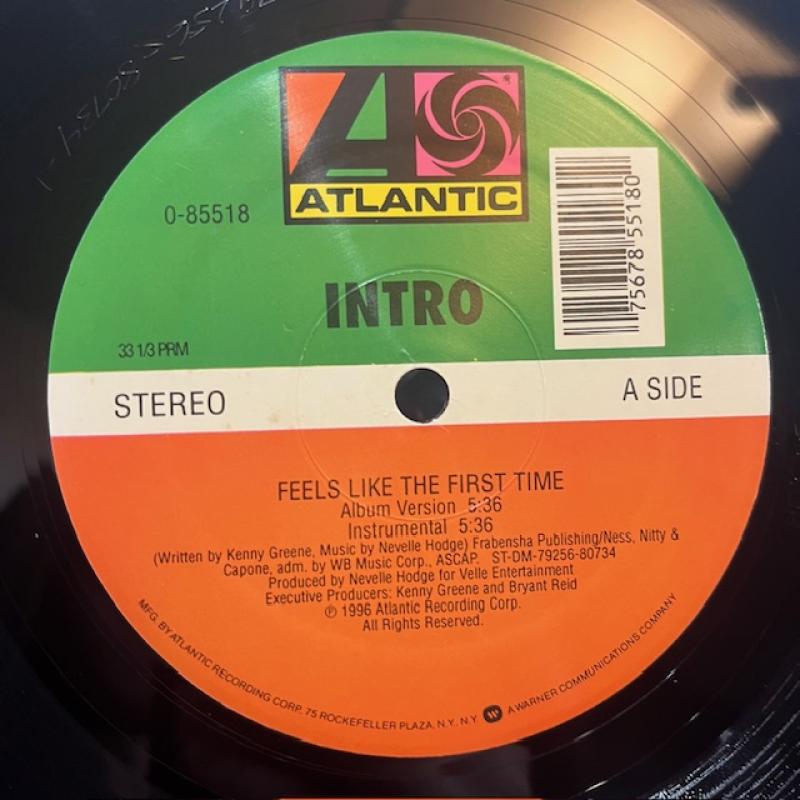 ATLANTIC
®
0-85518
75678 55180
INTRO
33 1/3 PRM
STEREO
A SIDE
FEELS LIKE THE FIRST TIME
Album Version 5:36
Instrumental 5:36
(Written by Kenny Greene, Music by Nevelle Hodge) Frabensha Publishing/Ness, Nitty &
Capone, adm. by WB Music Corp., ASCAP. ST-DM-79256-80734
Produced by Nevelle Hodge for Velle Entertainment
Executive Producers: Kenny Greene and Bryant Reid
℗ 1996 Atlantic Recording Corp.
All Rights Reserved.
MFG. BY ATLANTIC RECORDING CORP. 75 ROCKEFELLER PLAZA, N.Y. N.Y. A WARNER COMMUNICATIONS COMPANY